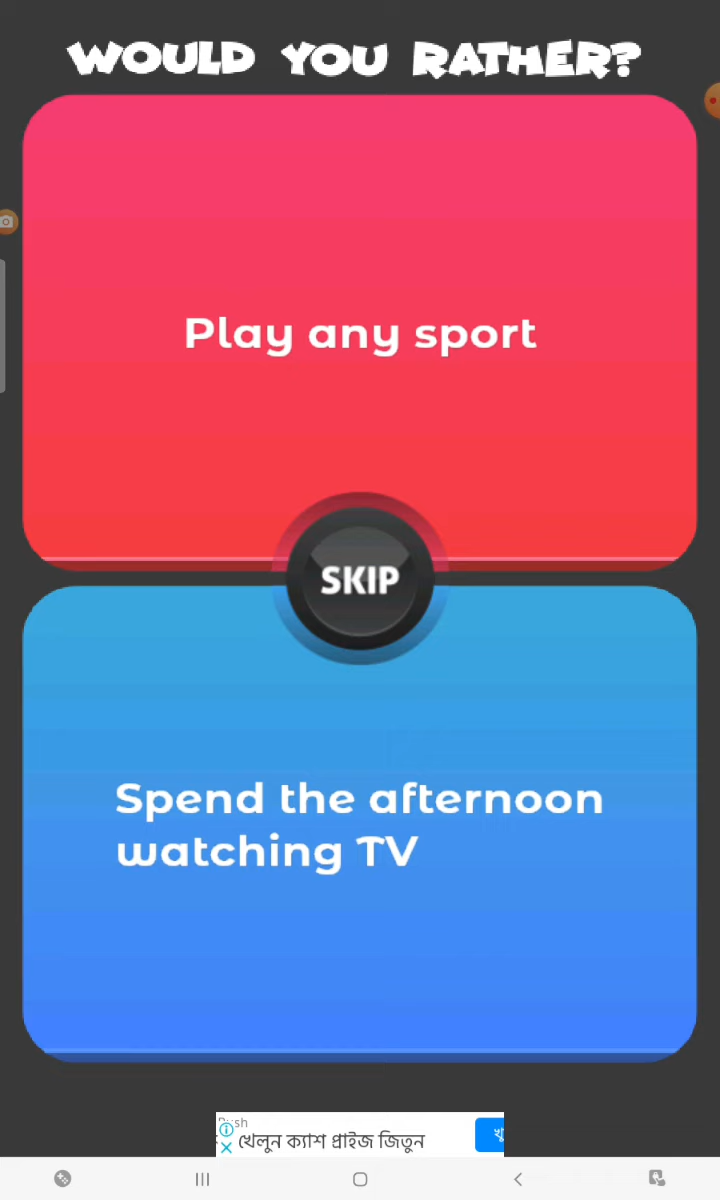 WOULD YOU RATHER?
Play any sport
SKIP
Spend the afternoon
watching TV
খেলুন ক্যাশ প্রাইজ জিতুন